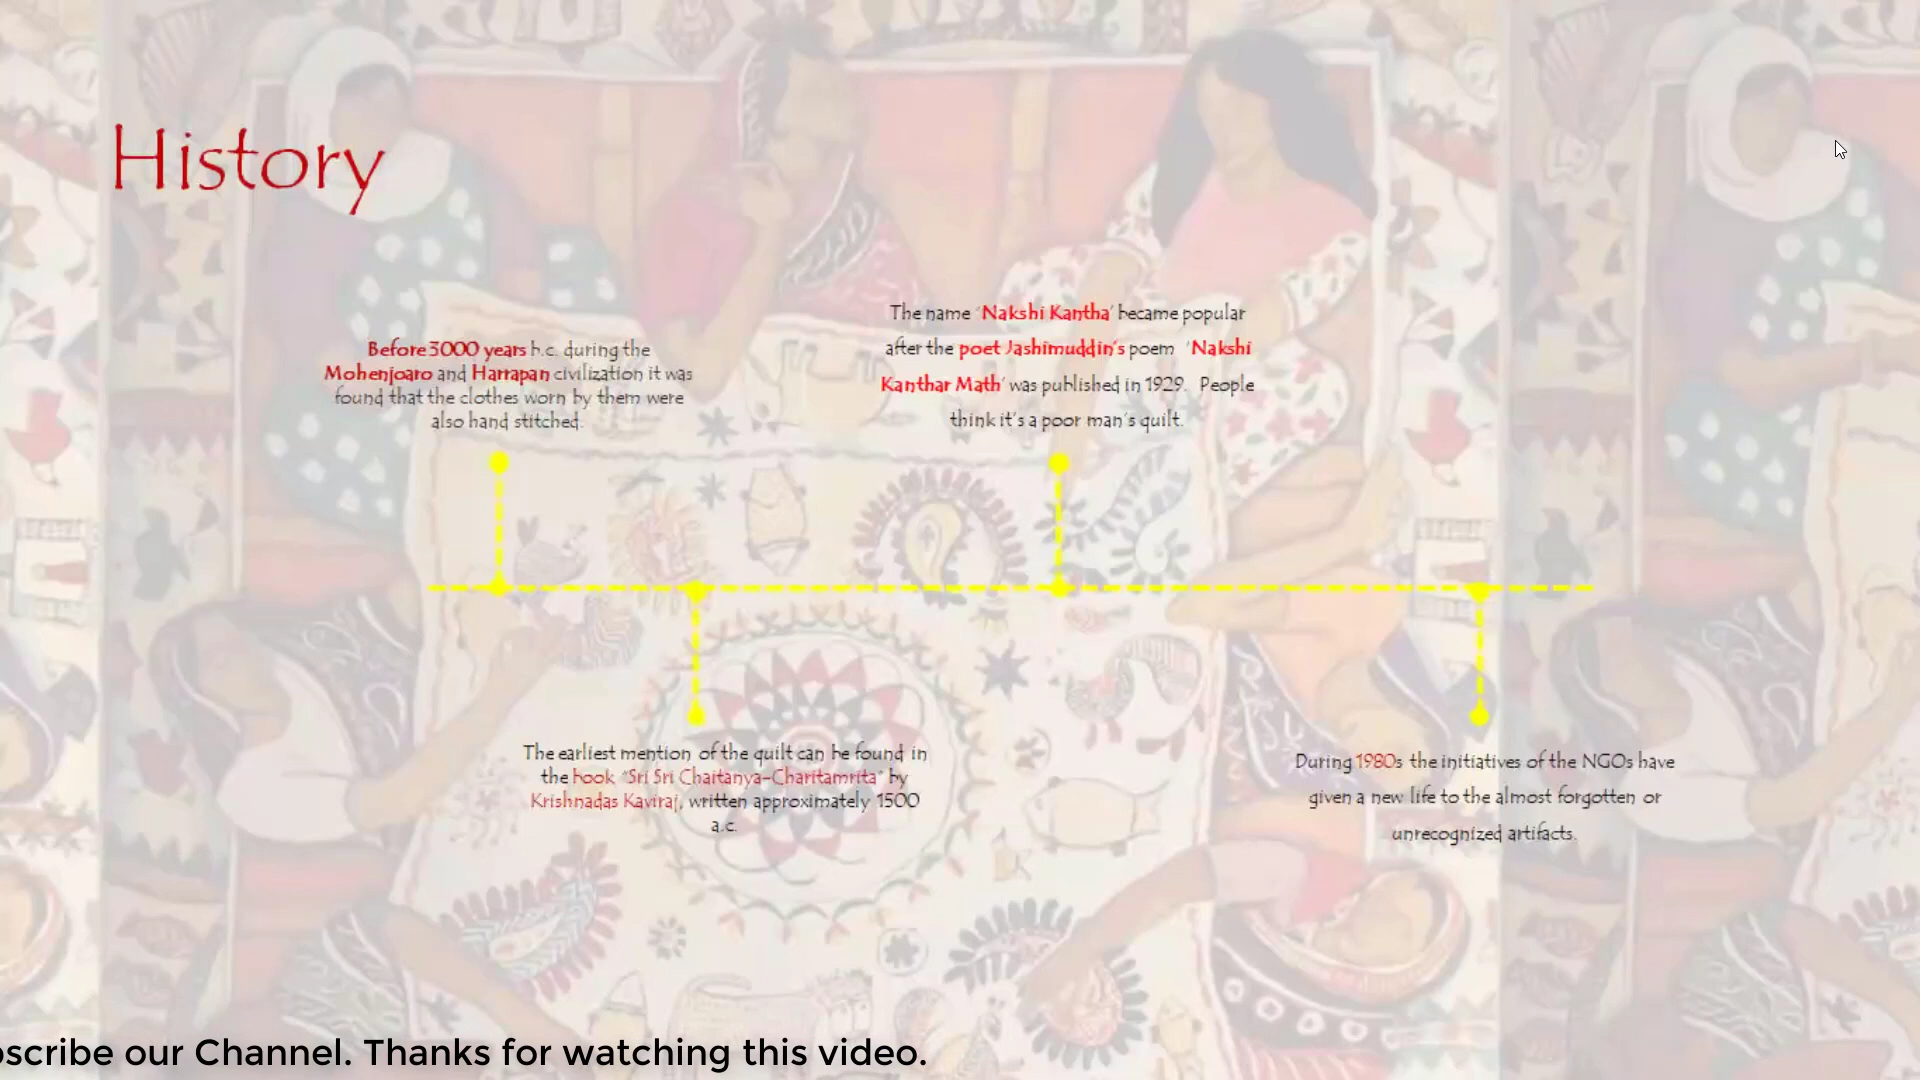 History
Before 3000 years b.c. during the
Mohenjoaro and Harrapan civilization it was
found that the clothes worn by them were
also hand stitched.
The name ‘Nakshi Kantha’ became popular
after the poet Jashimuddin’s poem ‘Nakshi
Kanthar Math’ was published in 1929. People
think it’s a poor man’s quilt.
The earliest mention of the quilt can be found in
the book “Sri Sri Chaitanya-Charitamrita” by
Krishnadas Kaviraj, written approximately 1500
a.c.
During 1980s the initiatives of the NGOs have
given a new life to the almost forgotten or
unrecognized artifacts.
scribe our Channel. Thanks for watching this video.